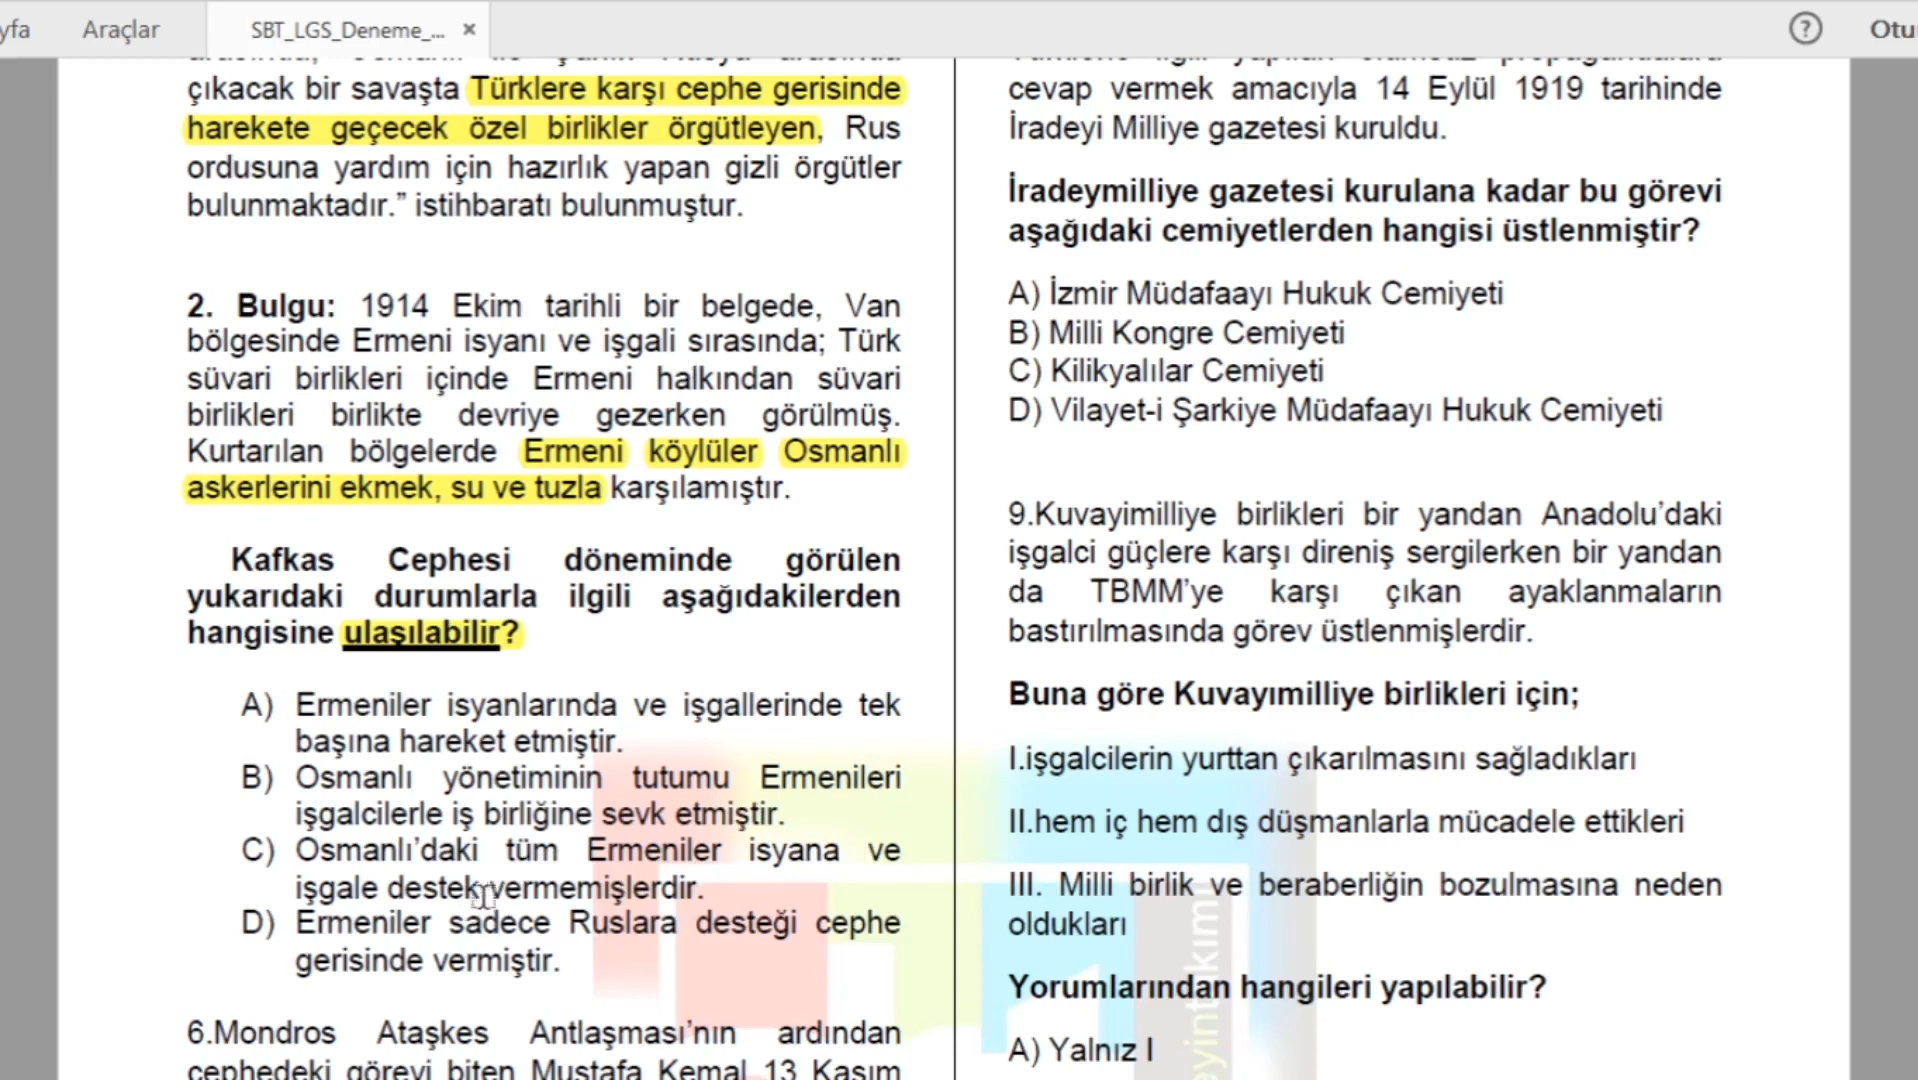 yfa
Araçlar
SBT_LGS_Deneme_...
×
?
Otu
çıkacak bir savaşta Türklere karşı cephe gerisinde
harekete geçecek özel birlikler örgütleyen, Rus
ordusuna yardım için hazırlık yapan gizli örgütler
bulunmaktadır.” istihbaratı bulunmuştur.
2. Bulgu: 1914 Ekim tarihli bir belgede, Van
bölgesinde Ermeni isyanı ve işgali sırasında; Türk
süvari birlikleri içinde Ermeni halkından süvari
birlikleri birlikte devriye gezerken görülmüş.
Kurtarılan bölgelerde Ermeni köylüler Osmanlı
askerlerini ekmek, su ve tuzla karşılamıştır.
Kafkas Cephesi döneminde görülen
yukarıdaki durumlarla ilgili aşağıdakilerden
hangisine ulaşılabilir?
A) Ermeniler isyanlarında ve işgallerinde tek
başına hareket etmiştir.
B) Osmanlı yönetiminin tutumu Ermenileri
işgalcilerle iş birliğine sevk etmiştir.
C) Osmanlı’daki tüm Ermeniler isyana ve
işgale destek vermemişlerdir.
D) Ermeniler sadece Ruslara desteği cephe
gerisinde vermiştir.
6.Mondros Ataşkes Antlaşması’nın ardından
cephedeki görevi biten Mustafa Kemal 13 Kasım
cevap vermek amacıyla 14 Eylül 1919 tarihinde
İradeyi Milliye gazetesi kuruldu.
İradeymilliye gazetesi kurulana kadar bu görevi
aşağıdaki cemiyetlerden hangisi üstlenmiştir?
A) İzmir Müdafaayı Hukuk Cemiyeti
B) Milli Kongre Cemiyeti
C) Kilikyalılar Cemiyeti
D) Vilayet-i Şarkiye Müdafaayı Hukuk Cemiyeti
9.Kuvayimilliye birlikleri bir yandan Anadolu’daki
işgalci güçlere karşı direniş sergilerken bir yandan
da TBMM’ye karşı çıkan ayaklanmaların
bastırılmasında görev üstlenmişlerdir.
Buna göre Kuvayımilliye birlikleri için;
I.işgalcilerin yurttan çıkarılmasını sağladıkları
II.hem iç hem dış düşmanlarla mücadele ettikleri
III. Milli birlik ve beraberliğin bozulmasına neden
oldukları
Yorumlarından hangileri yapılabilir?
A) Yalnız I